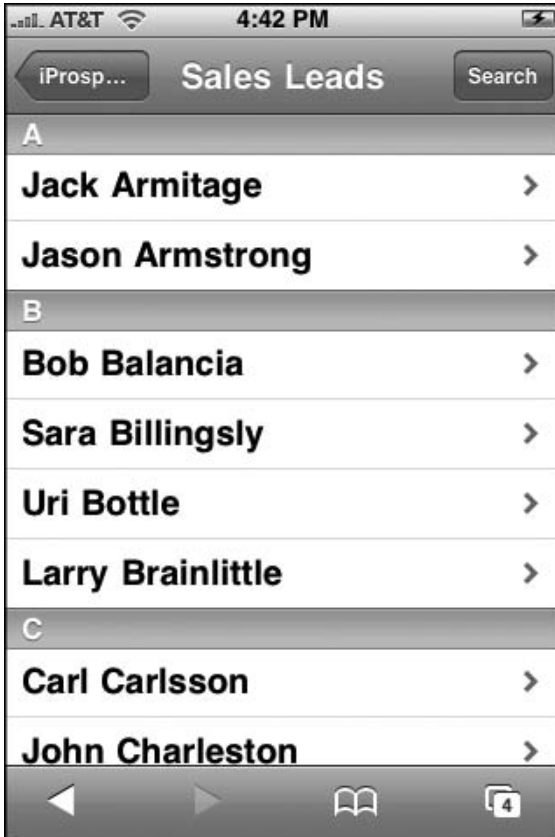 AT&T 4:42 PM
iProsp... Sales Leads Search
A
Jack Armitage
Jason Armstrong
B
Bob Balancia
Sara Billingsly
Uri Bottle
Larry Brainlittle
C
Carl Carlsson
John Charleston
4